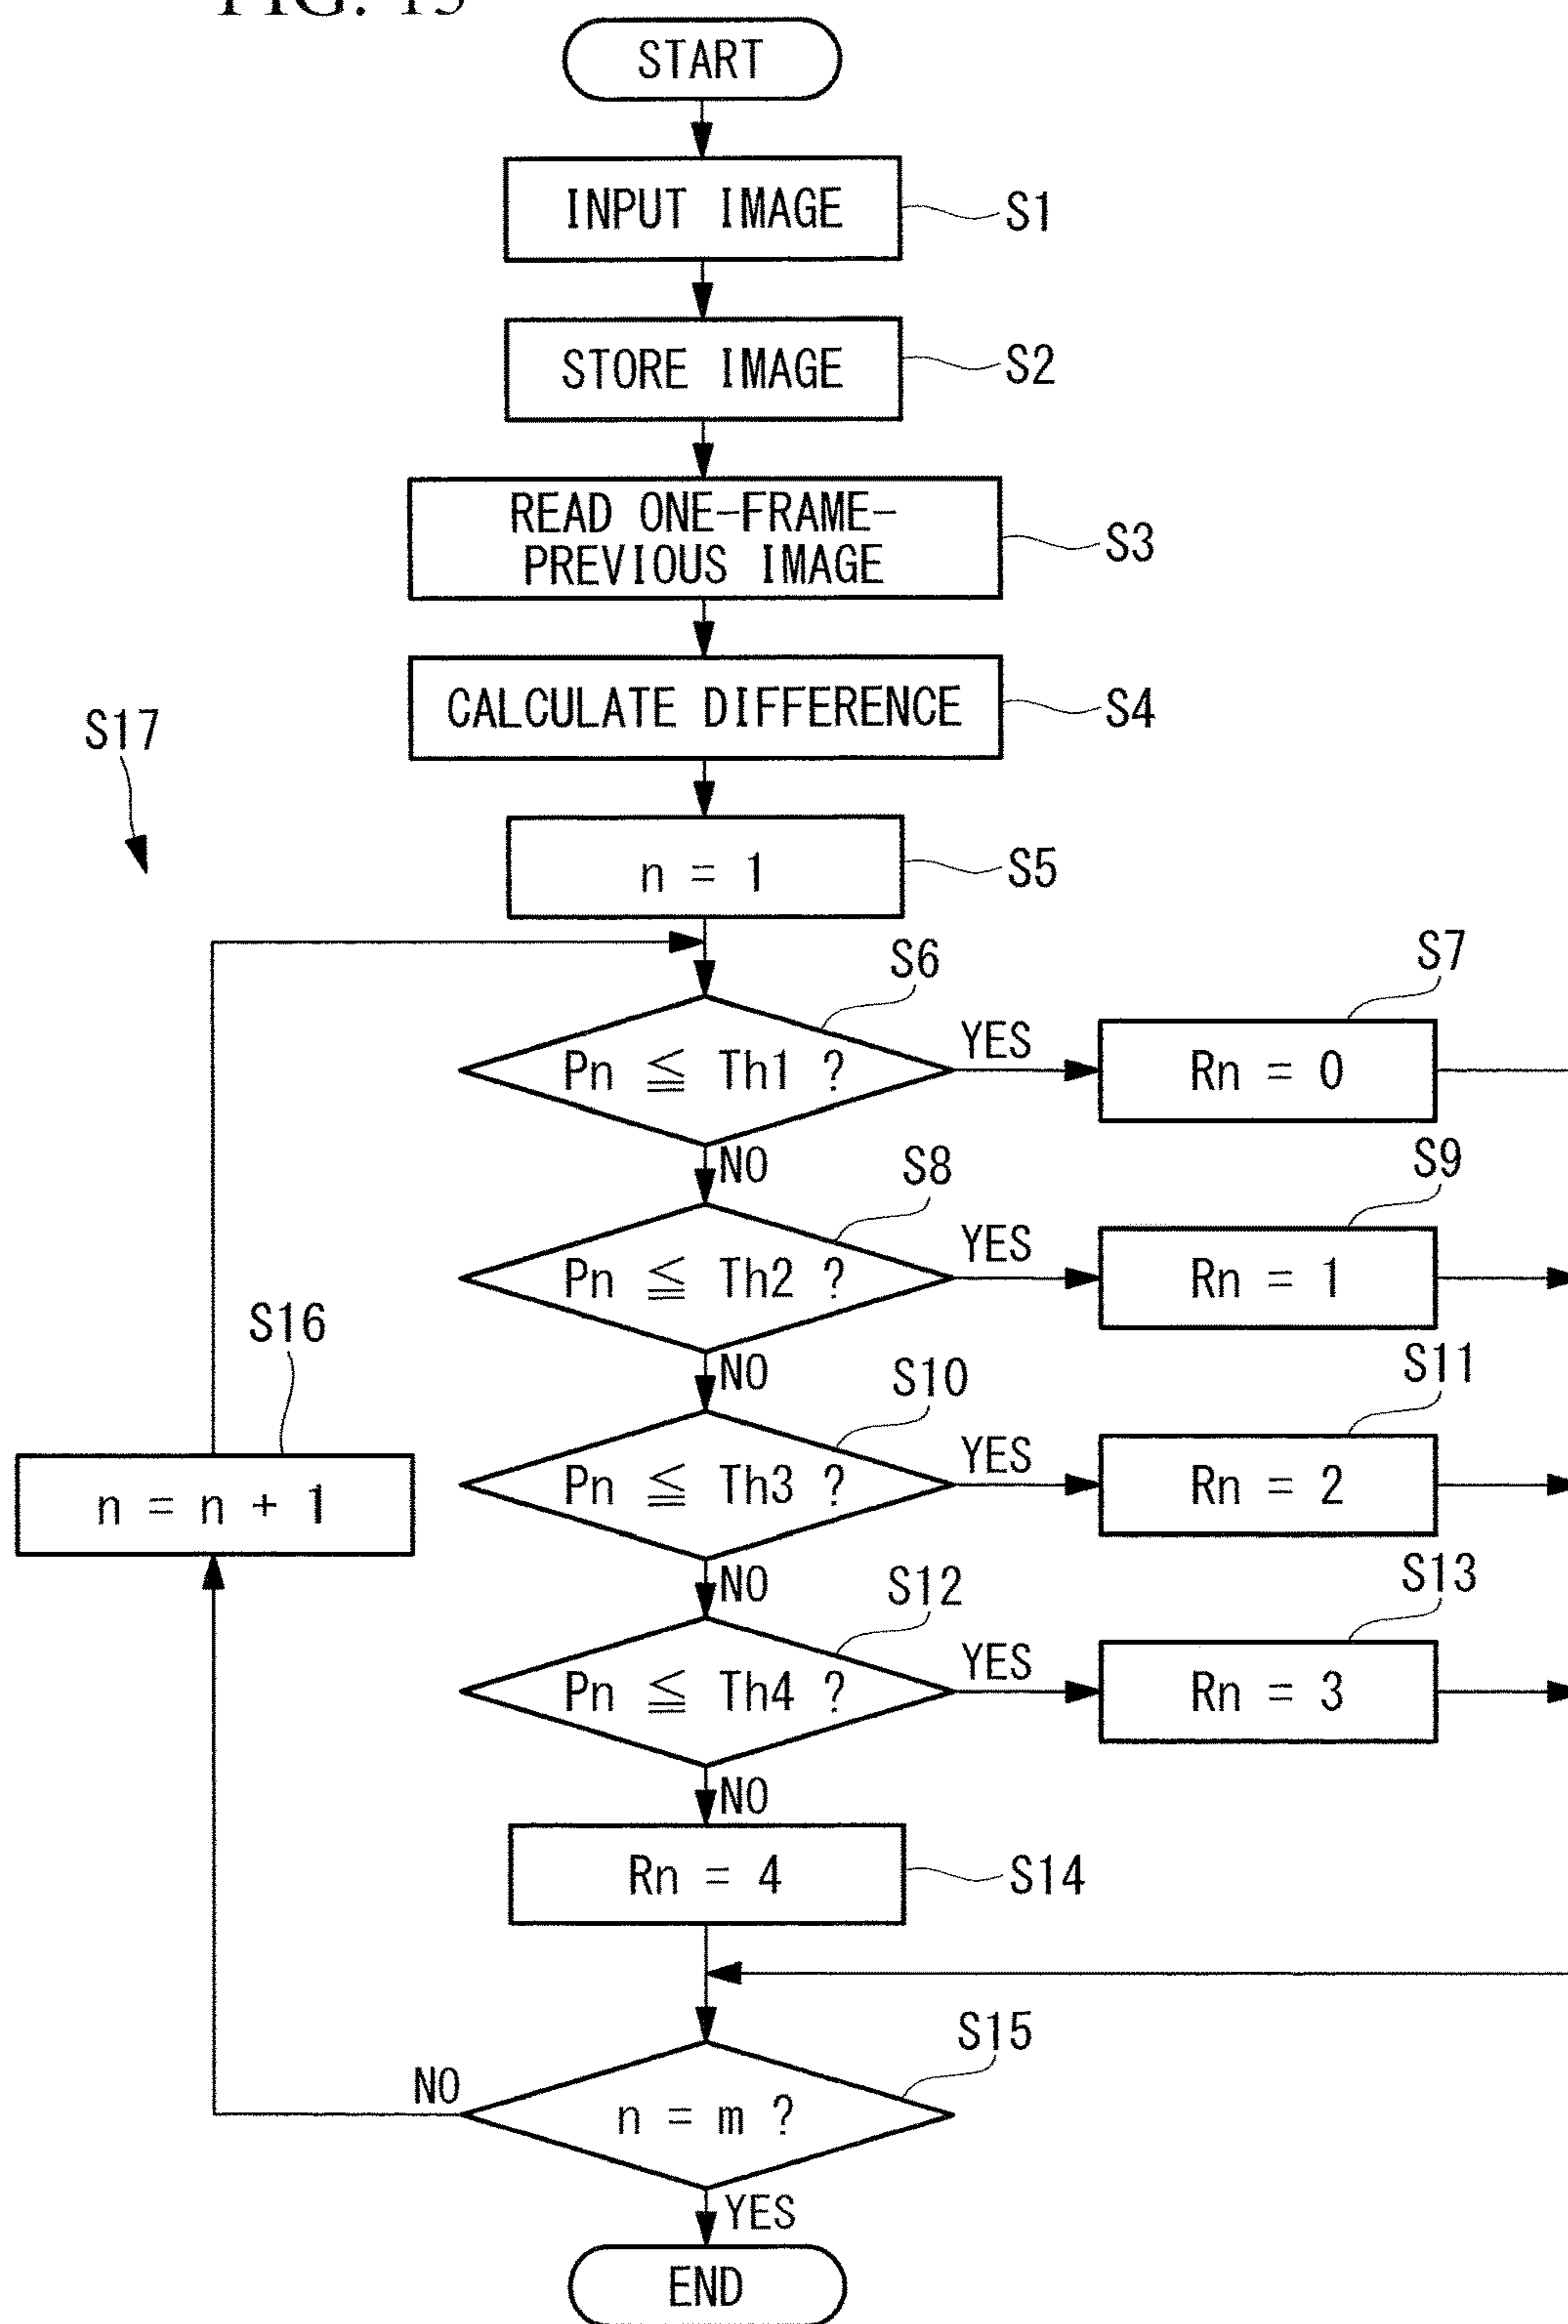 START
INPUT IMAGE
S1
STORE IMAGE
S2
READ ONE-FRAME-
PREVIOUS IMAGE
S3
CALCULATE DIFFERENCE
S4
S17
n = 1
S5
S6
S7
Pn ≦ Th1 ?
YES
Rn = 0
NO
S8
S9
Pn ≦ Th2 ?
YES
Rn = 1
NO
S10
S11
Pn ≦ Th3 ?
YES
Rn = 2
S16
n = n + 1
NO
S12
S13
Pn ≦ Th4 ?
YES
Rn = 3
NO
Rn = 4
S14
S15
n = m ?
NO
YES
END